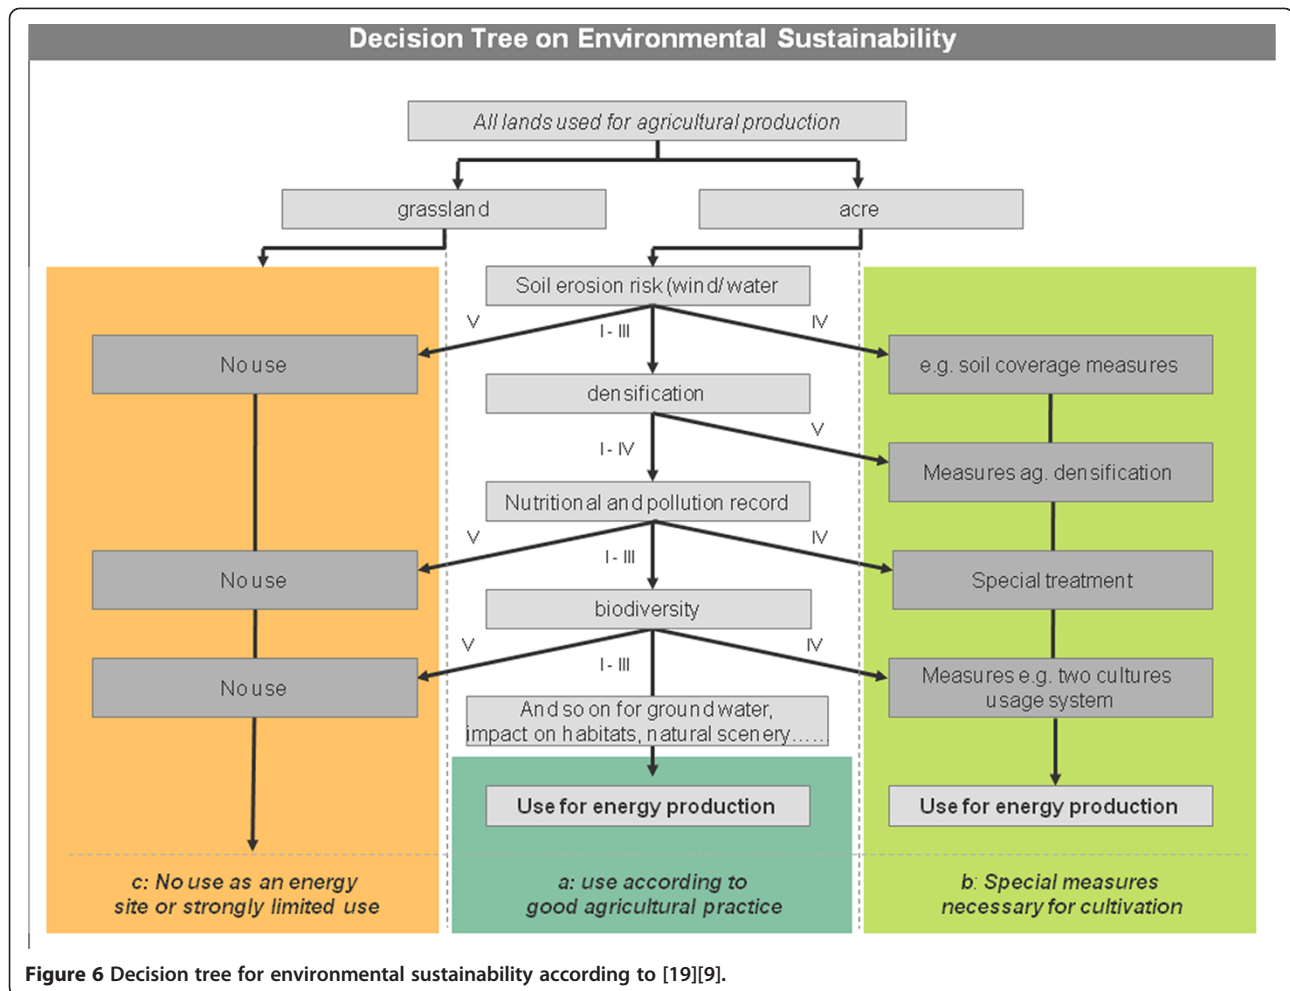 Decision Tree on Environmental Sustainability
All lands used for agricultural production
grassland
acre
Soil erosion risk (wind/water
V
I - III
IV
No use
e.g. soil coverage measures
densification
V
I - IV
Measures ag. densification
Nutritional and pollution record
V
I - III
IV
No use
Special treatment
biodiversity
V
I - III
IV
No use
Measures e.g. two cultures
usage system
And so on for ground water,
impact on habitats, natural scenery……
Use for energy production
Use for energy production
c: No use as an energy
site or strongly limited use
a: use according to
good agricultural practice
b: Special measures
necessary for cultivation
Figure 6 Decision tree for environmental sustainability according to [19][9].